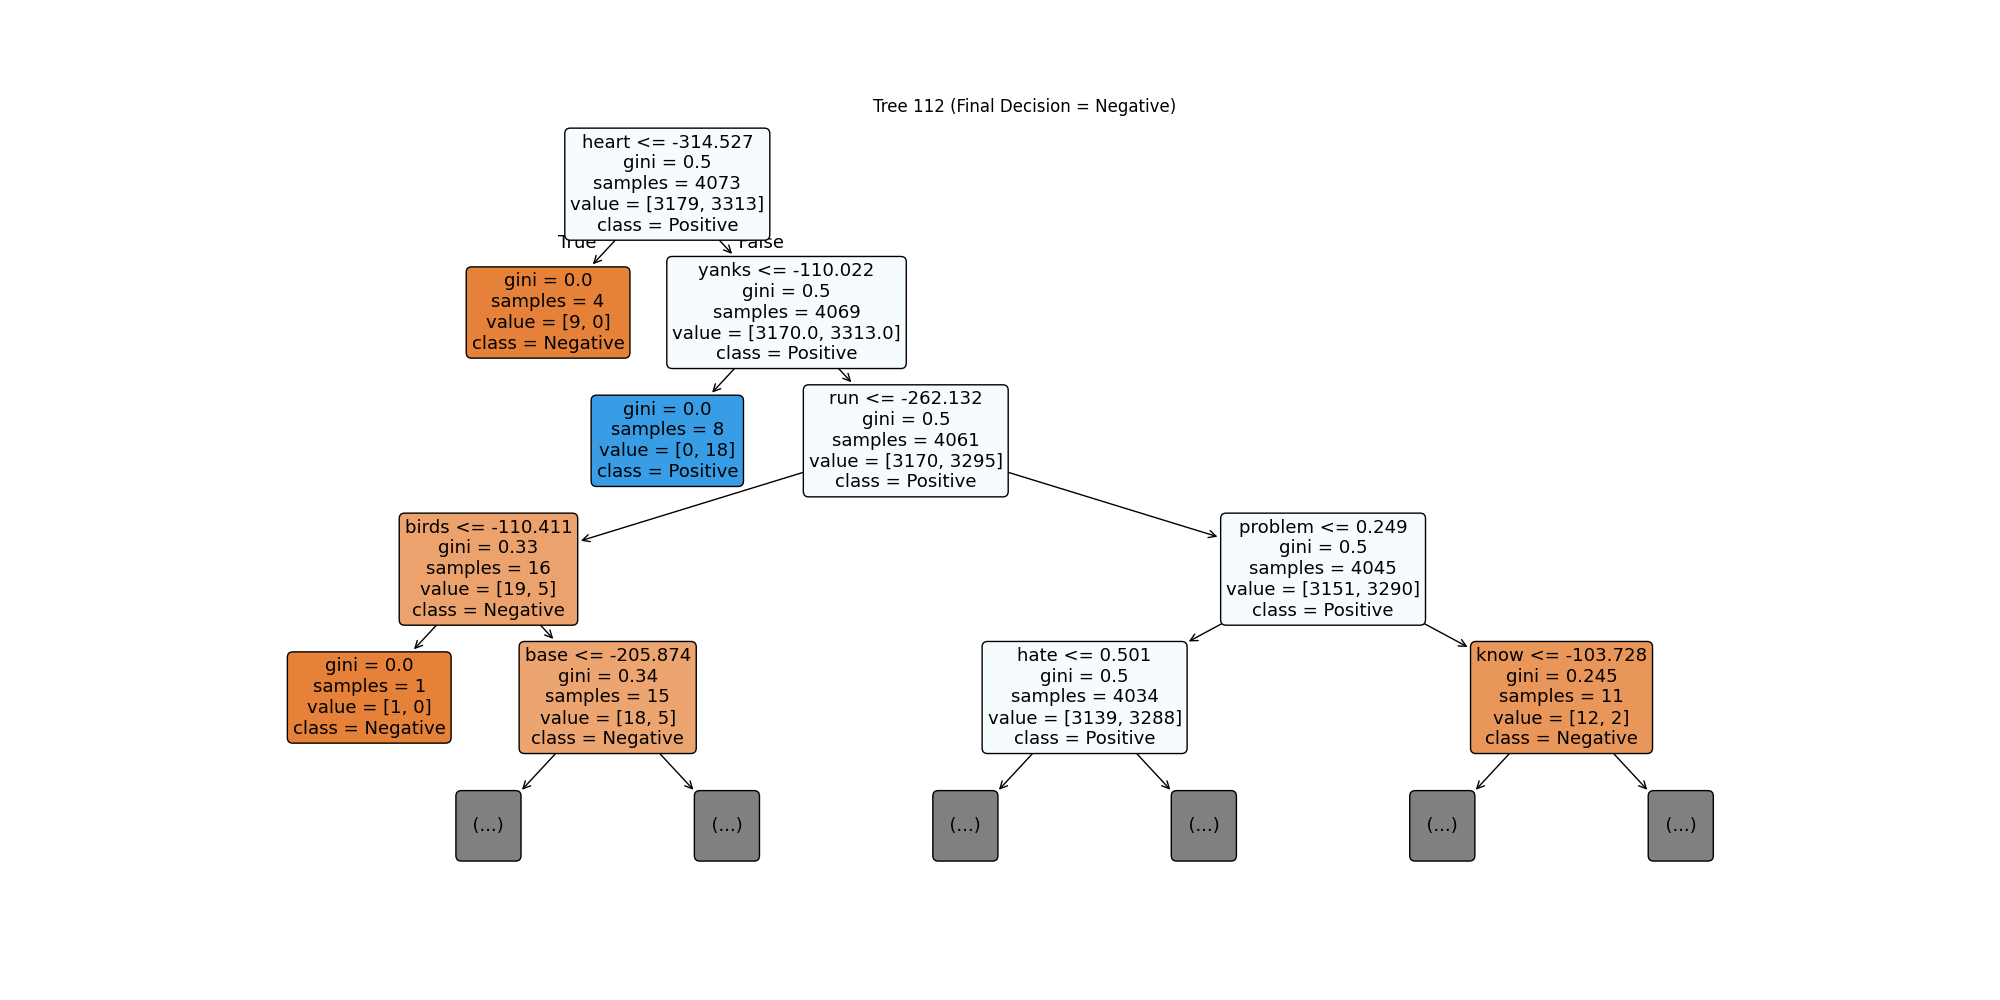 Tree 112 (Final Decision = Negative)
heart <= -314.527
gini = 0.5
samples = 4073
value = [3179, 3313]
class = Positive
True
False
gini = 0.0
samples = 4
value = [9, 0]
class = Negative
yanks <= -110.022
gini = 0.5
samples = 4069
value = [3170.0, 3313.0]
class = Positive
gini = 0.0
samples = 8
value = [0, 18]
class = Positive
run <= -262.132
gini = 0.5
samples = 4061
value = [3170, 3295]
class = Positive
birds <= -110.411
gini = 0.33
samples = 16
value = [19, 5]
class = Negative
problem <= 0.249
gini = 0.5
samples = 4045
value = [3151, 3290]
class = Positive
gini = 0.0
samples = 1
value = [1, 0]
class = Negative
base <= -205.874
gini = 0.34
samples = 15
value = [18, 5]
class = Negative
hate <= 0.501
gini = 0.5
samples = 4034
value = [3139, 3288]
class = Positive
know <= -103.728
gini = 0.245
samples = 11
value = [12, 2]
class = Negative
(...)
(...)
(...)
(...)
(...)
(...)